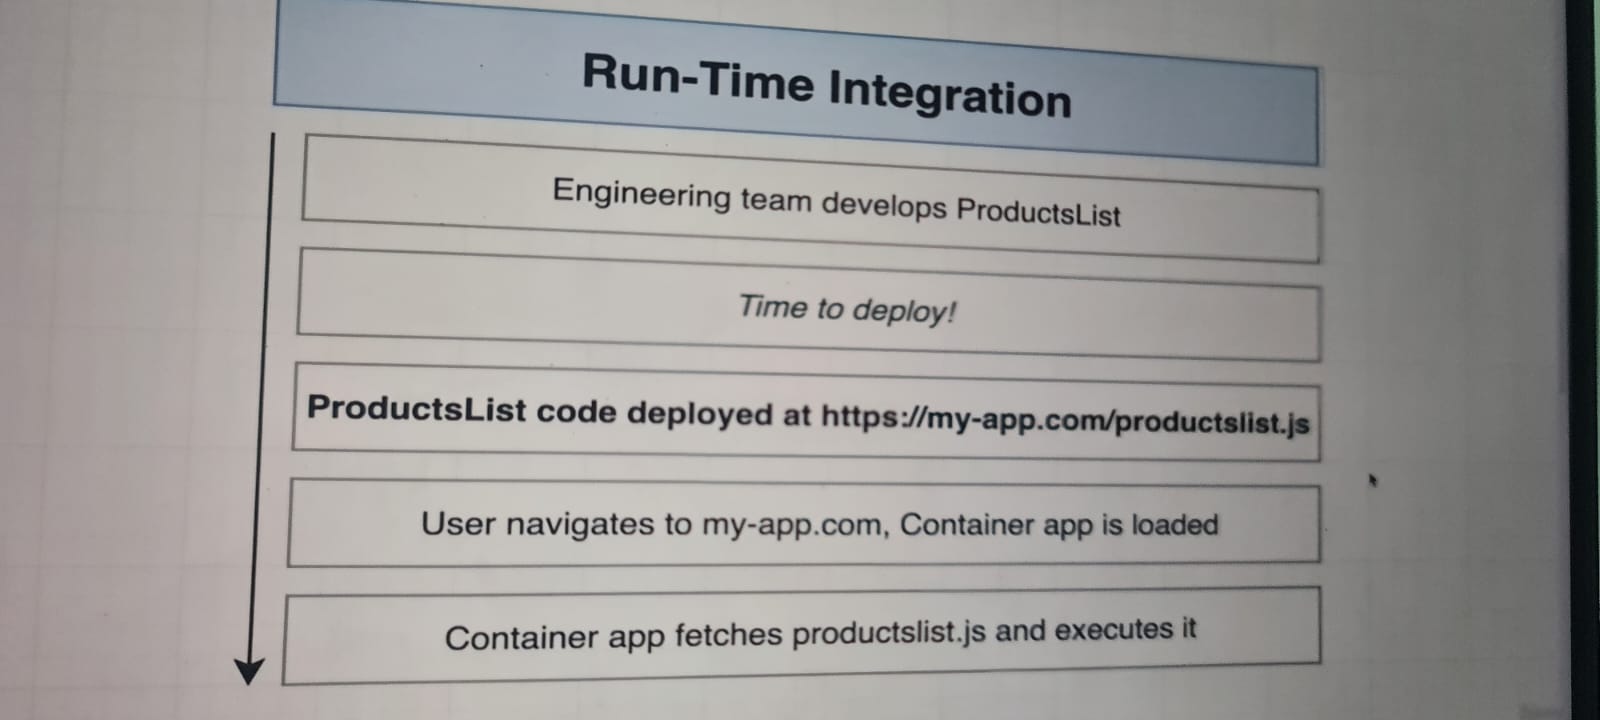 Run-Time Integration
Engineering team develops ProductsList
Time to deploy!
ProductsList code deployed at https://my-app.com/productslist.js
User navigates to my-app.com, Container app is loaded
Container app fetches productslist.js and executes it